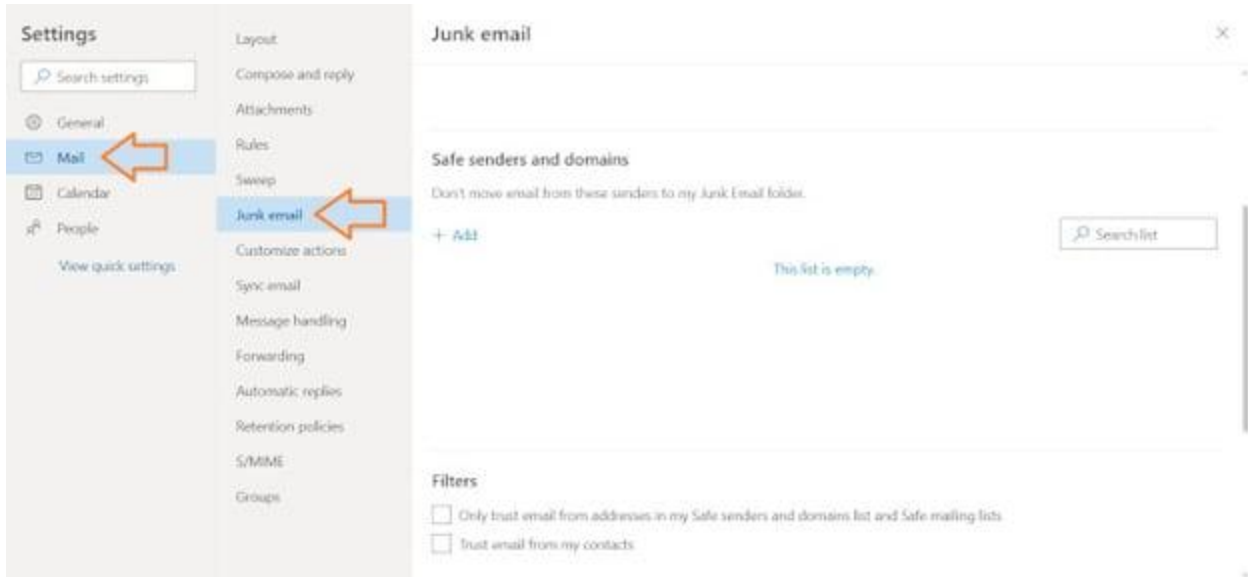 Settings
Search settings
General
Mail
Calendar
People
View quick settings
Layout
Compose and reply
Attachments
Rules
Sweep
Junk email
Customize actions
Sync email
Message handling
Forwarding
Automatic replies
Retention policies
S/MIME
Groups
Junk email
Safe senders and domains
Don't move email from these senders to my Junk Email folder.
+ Add
Search list
This list is empty.
Filters
Only trust email from addresses in my Safe senders and domains list and Safe mailing lists
Trust email from my contacts